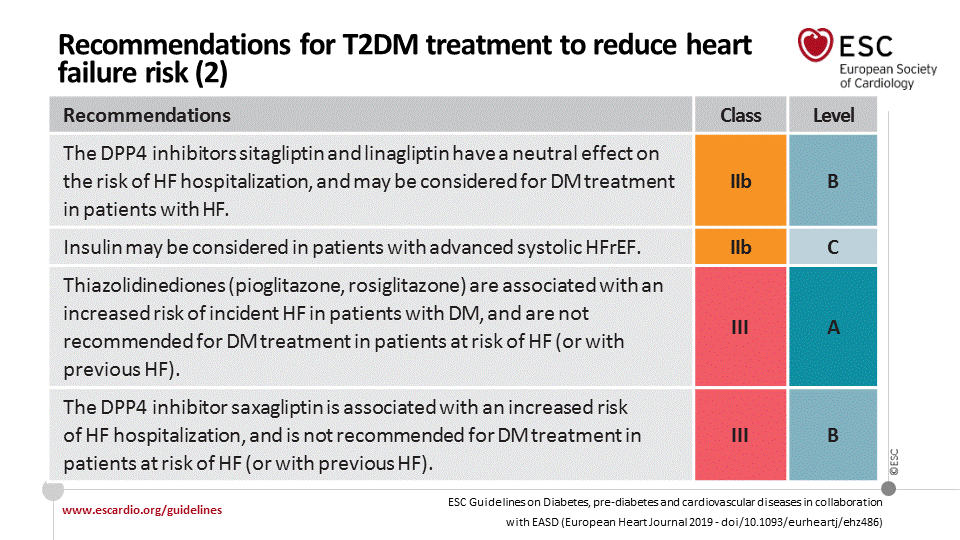 Recommendations for T2DM treatment to reduce heart
failure risk (2)
ESC
European Society
of Cardiology
Recommendations Class Level
The DPP4 inhibitors sitagliptin and linagliptin have a neutral effect on
the risk of HF hospitalization, and may be considered for DM treatment
in patients with HF.
IIb B
Insulin may be considered in patients with advanced systolic HFrEF. IIb C
Thiazolidinediones (pioglitazone, rosiglitazone) are associated with an
increased risk of incident HF in patients with DM, and are not
recommended for DM treatment in patients at risk of HF (or with
previous HF).
III A
The DPP4 inhibitor saxagliptin is associated with an increased risk
of HF hospitalization, and is not recommended for DM treatment in
patients at risk of HF (or with previous HF).
III B
©ESC
www.escardio.org/guidelines
ESC Guidelines on Diabetes, pre-diabetes and cardiovascular diseases in collaboration
with EASD (European Heart Journal 2019 - doi/10.1093/eurheartj/ehz486)